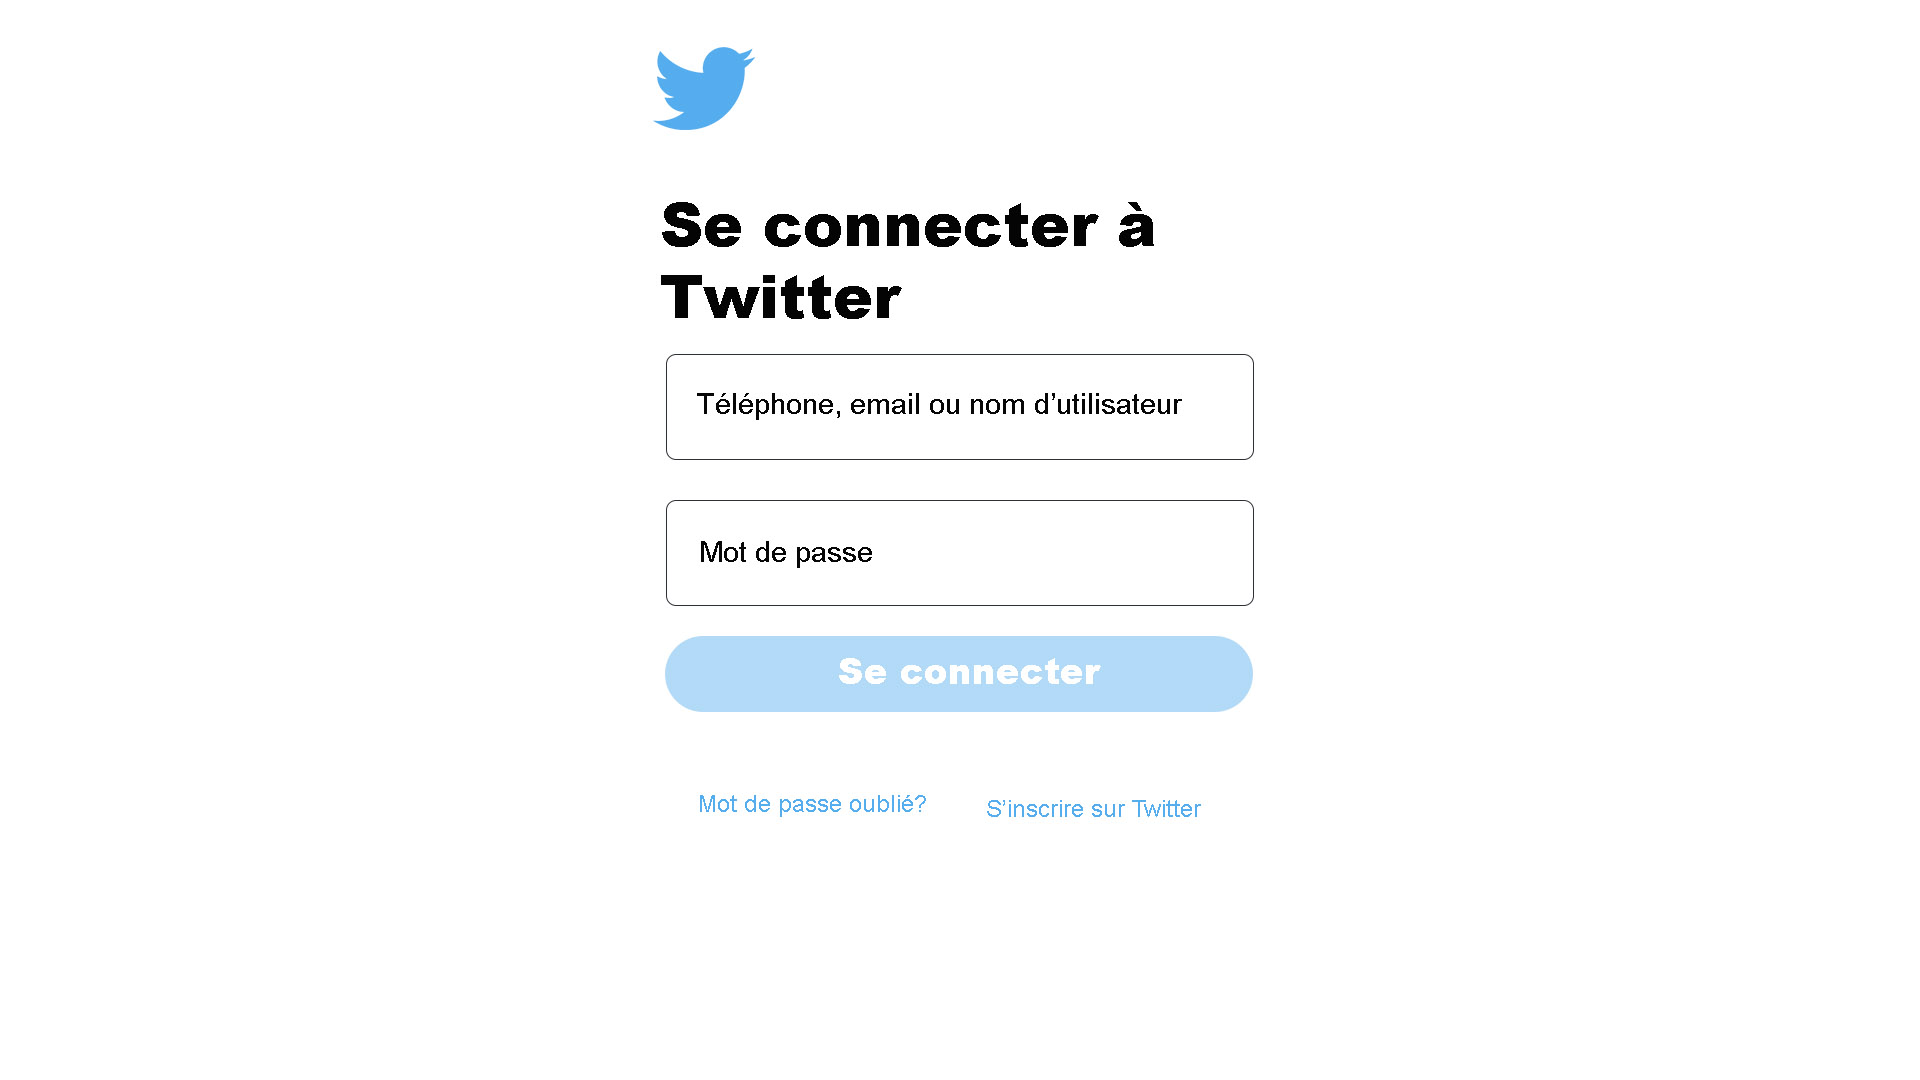 Se connecter à
Twitter
Téléphone, email ou nom d’utilisateur
Mot de passe
Se connecter
Mot de passe oublié?
S’inscrire sur Twitter